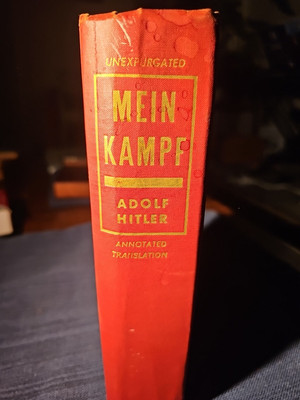 UNEXPURGATED
MEIN
KAMPF
ADOLF
HITLER
ANNOTATED
TRANSLATION